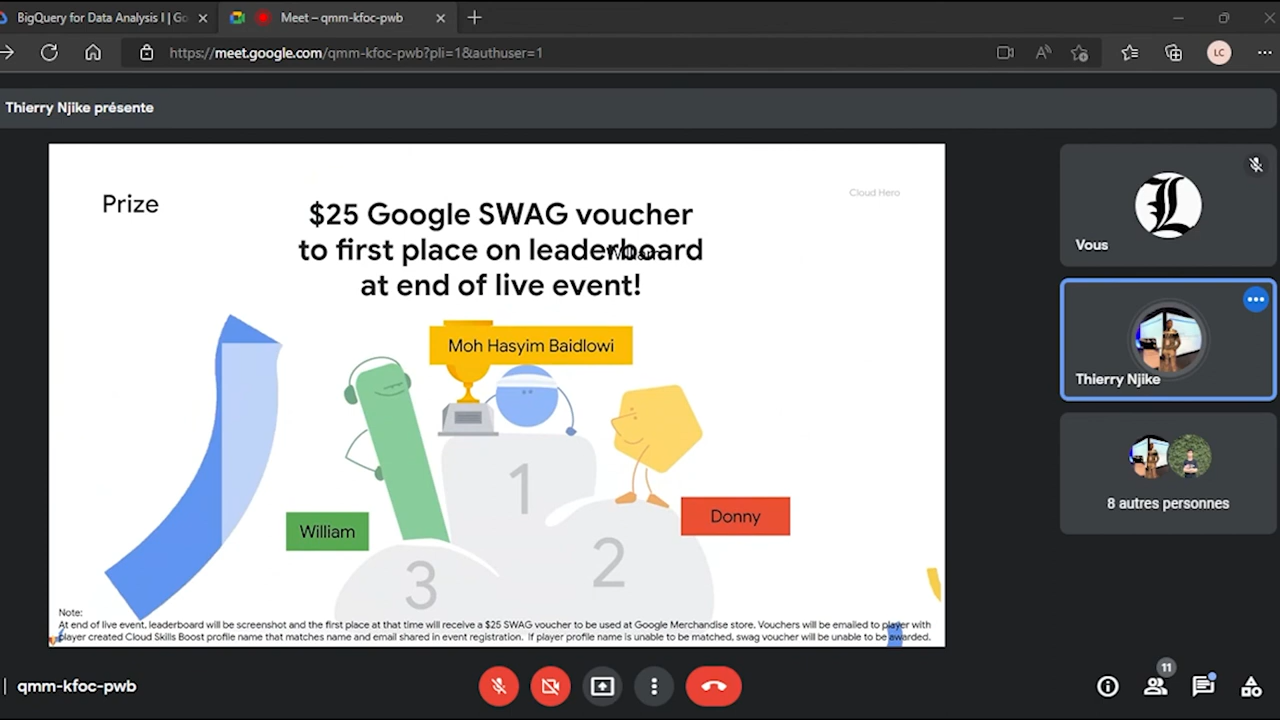 BigQuery for Data Analysis I | Go
Meet – qmm-kfoc-pwb
https://meet.google.com/qmm-kfoc-pwb?pli=1&authuser=1
LC
Thierry Njike présente
Prize
Cloud Hero
$25 Google SWAG voucher
to first place on leaderboard
William
at end of live event!
Moh Hasyim Baidlowi
1
William
Donny
3
2
Note:
At end of live event, leaderboard will be screenshot and the first place at that time will receive a $25 SWAG voucher to be used at Google Merchandise store. Vouchers will be emailed to player with
player created Cloud Skills Boost profile name that matches name and email shared in event registration. If player profile name is unable to be matched, swag voucher will be unable to be awarded.
L
Vous
Thierry Njike
8 autres personnes
qmm-kfoc-pwb
11